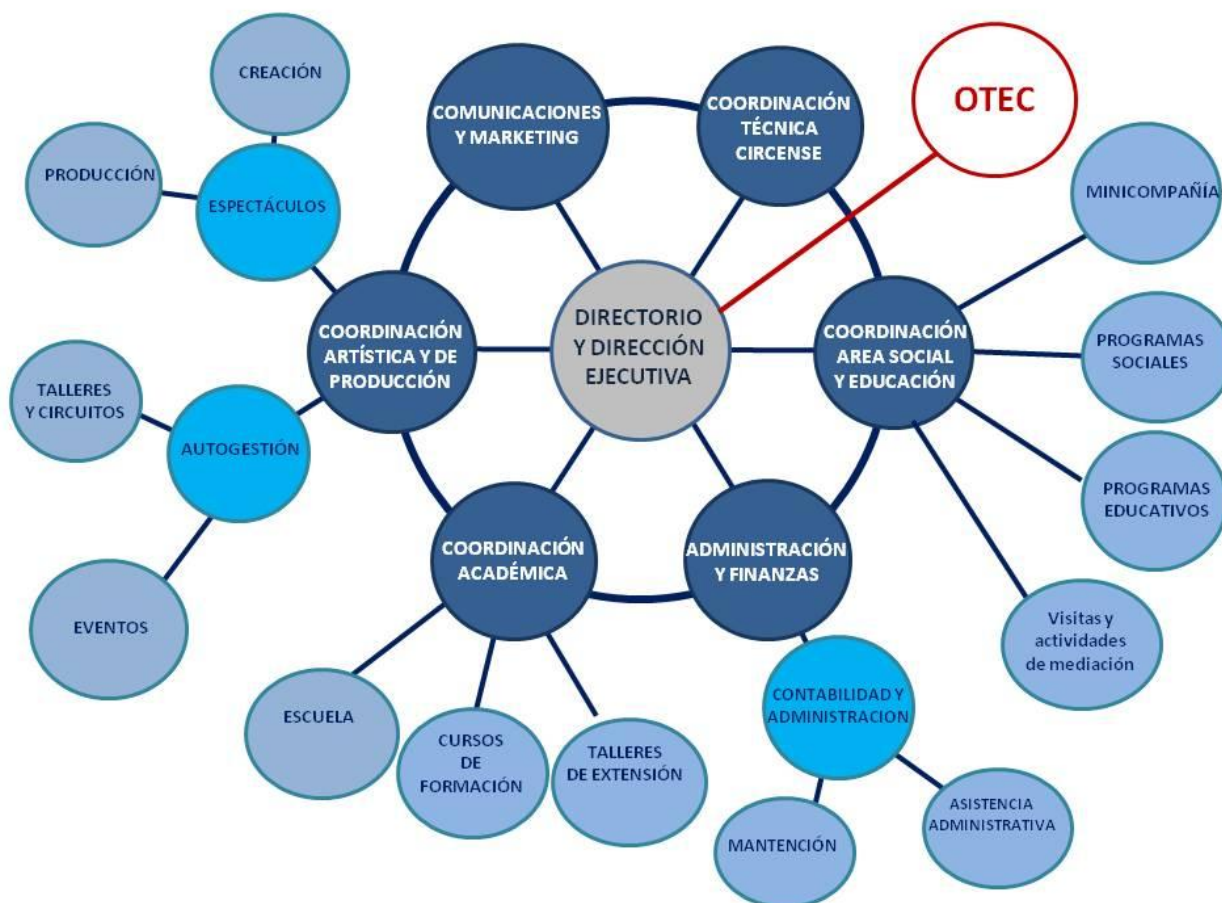 CREACIÓN
COMUNICACIONES
Y MARKETING
COORDINACIÓN
TÉCNICA
CIRCENSE
OTEC
PRODUCCIÓN
ESPECTÁCULOS
MINICOMPAÑÍA
COORDINACIÓN
ARTÍSTICA Y DE
PRODUCCIÓN
DIRECTORIO
Y DIRECCIÓN
EJECUTIVA
COORDINACIÓN
AREA SOCIAL
Y EDUCACIÓN
PROGRAMAS
SOCIALES
TALLERES
Y CIRCUITOS
AUTOGESTIÓN
PROGRAMAS
EDUCATIVOS
COORDINACIÓN
ACADÉMICA
ADMINISTRACIÓN
Y FINANZAS
EVENTOS
Visitas y
actividades
de mediación
ESCUELA
CURSOS
DE
FORMACIÓN
TALLERES
DE EXTENSIÓN
CONTABILIDAD Y
ADMINISTRACION
MANTENCIÓN
ASISTENCIA
ADMINISTRATIVA